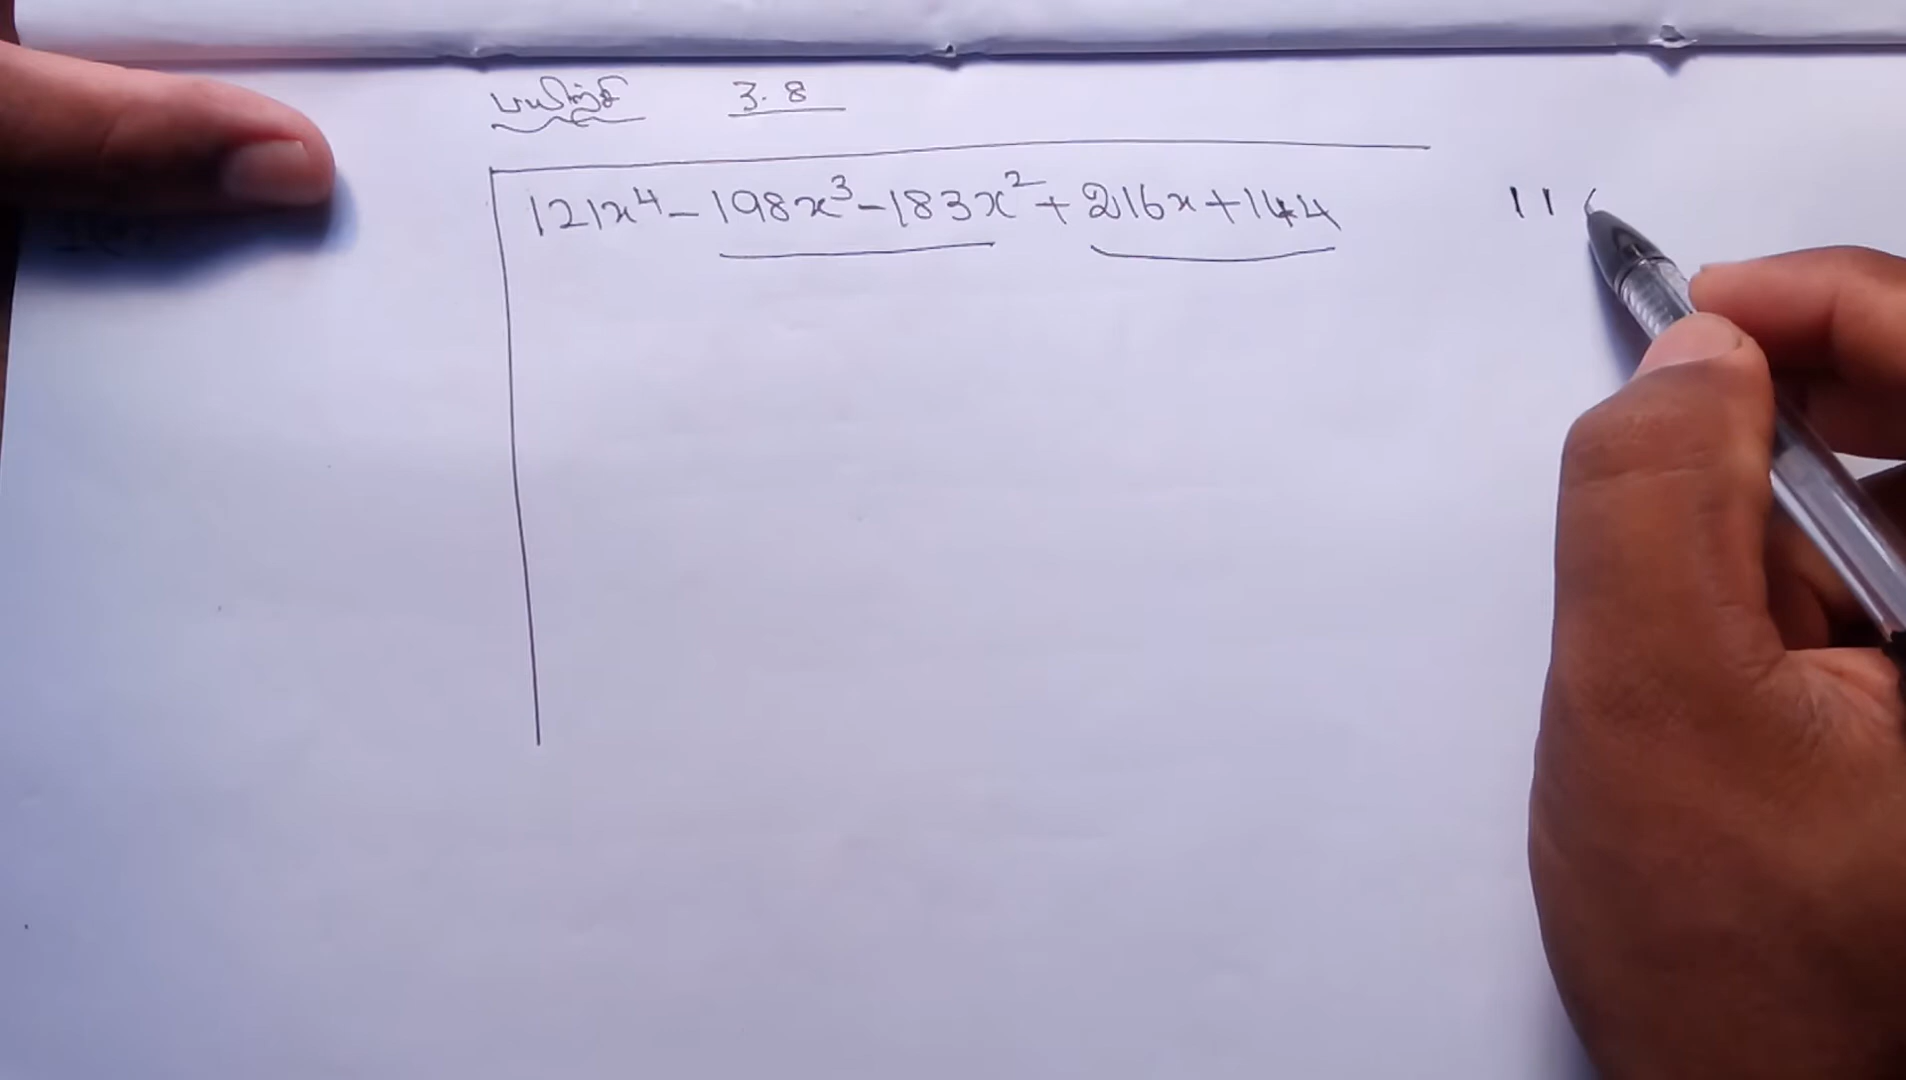 பயிற்சி 3.8
121x⁴ - 198x³ - 183x² + 216x + 144
11